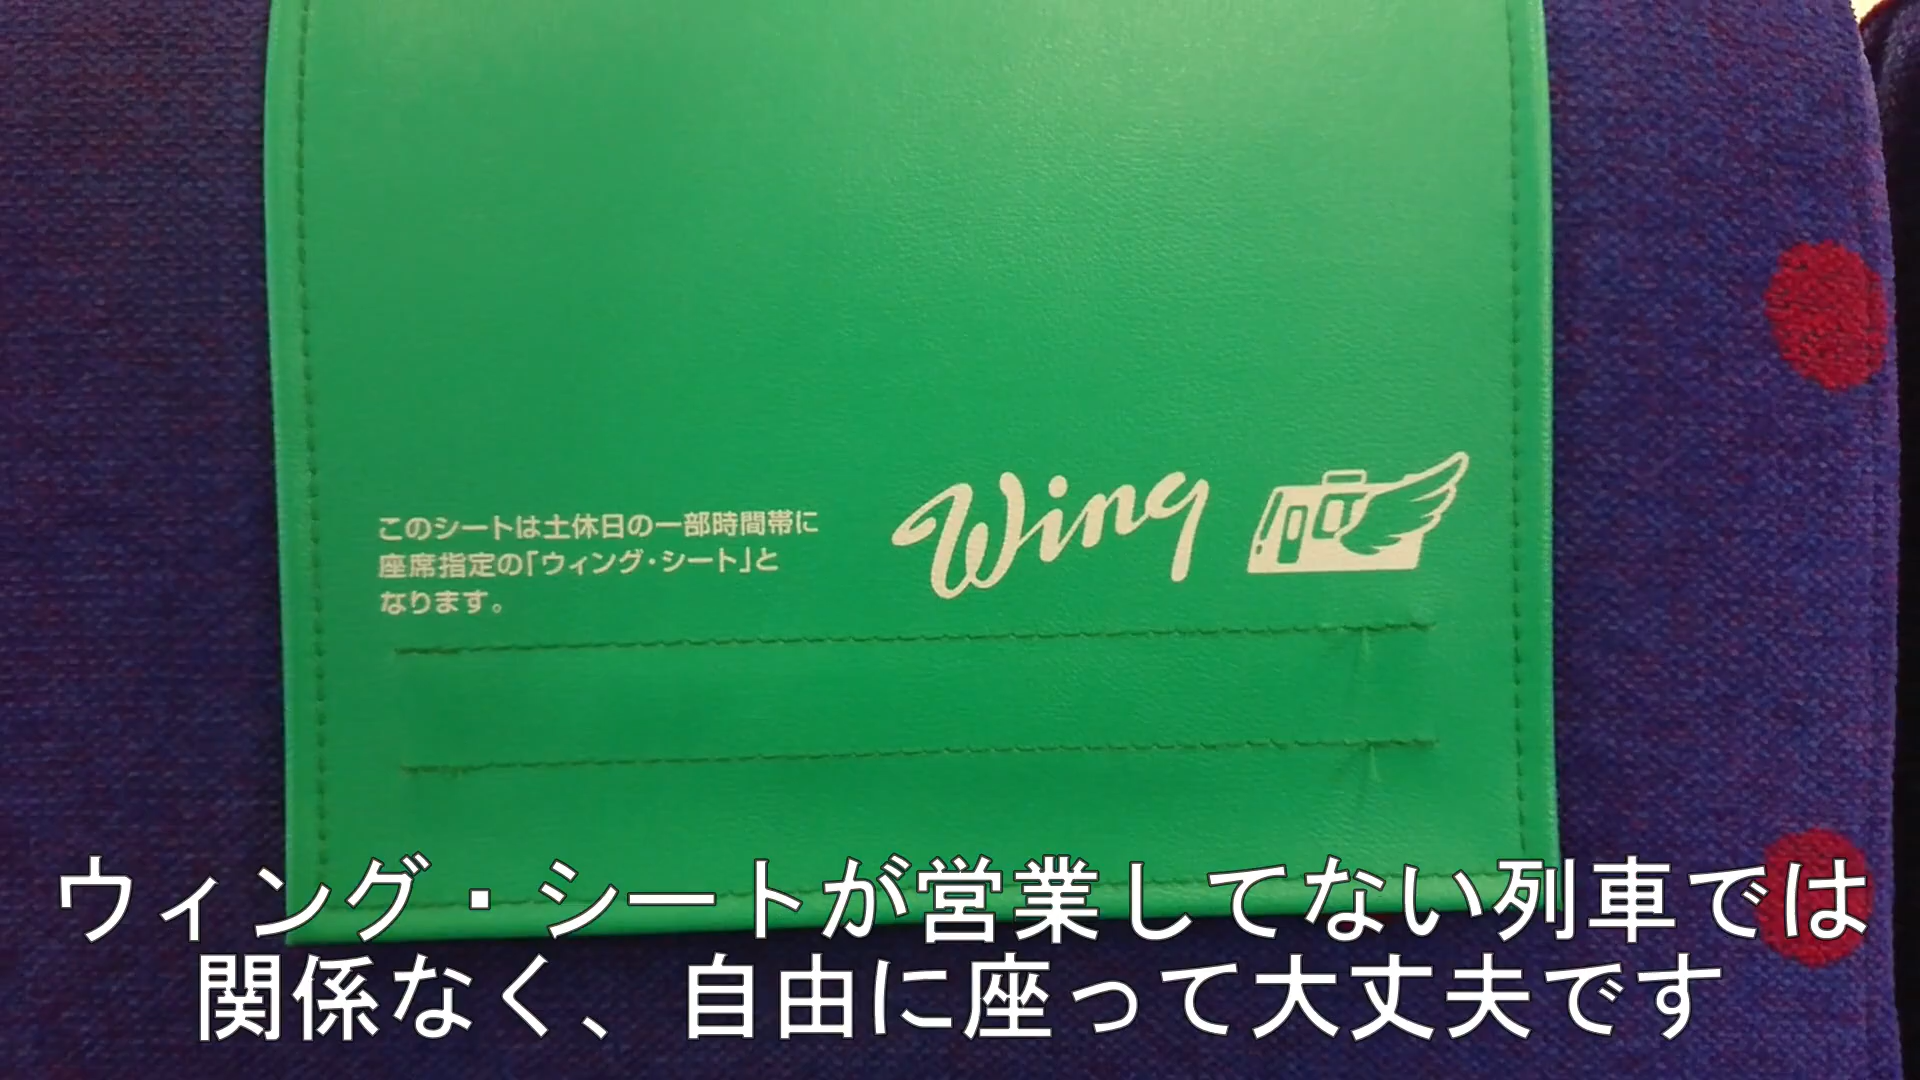 このシートは土休日の一部時間帯に
座席指定の「ウィング・シート」と
なります。
Wing
ウィング・シートが営業してない列車では
関係なく、自由に座って大丈夫です